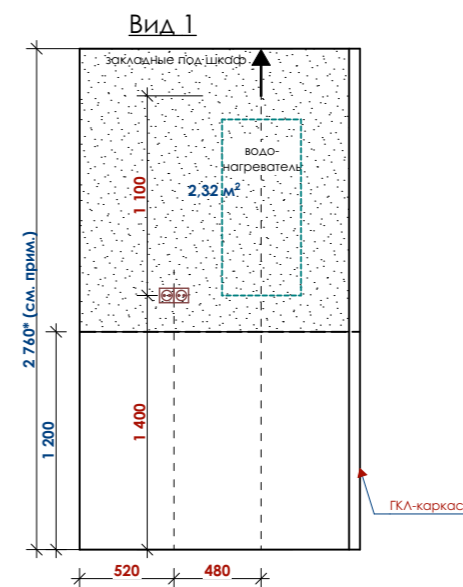 Вид 1
закладные под шкаф
водо-
нагреватель
2,32 м²
1 100
2 760* (см. прим.)
1 400
1 200
ГКЛ-каркас
520
480